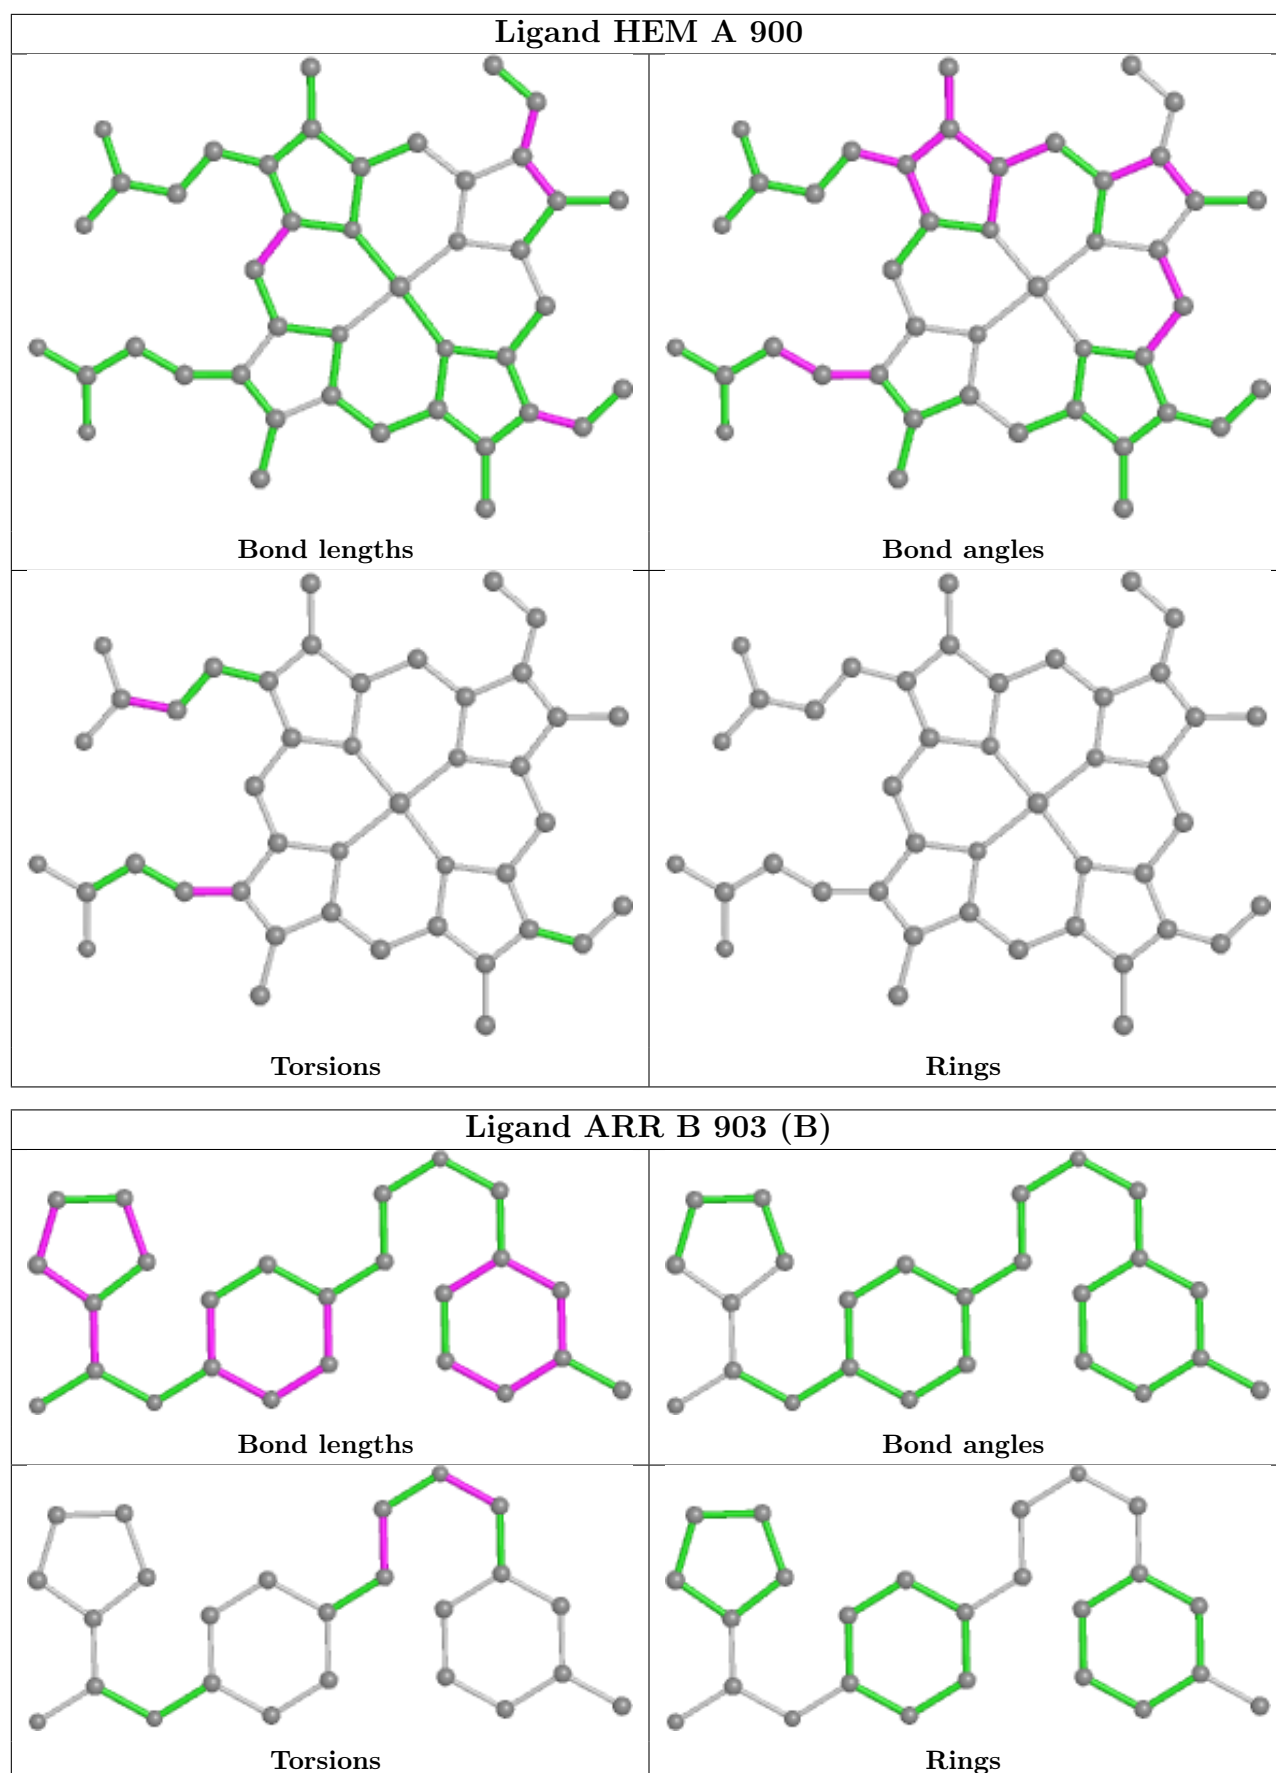 Ligand HEM A 900
Bond lengths
Bond angles
Torsions
Rings
Ligand ARR B 903 (B)
Bond lengths
Bond angles
Torsions
Rings